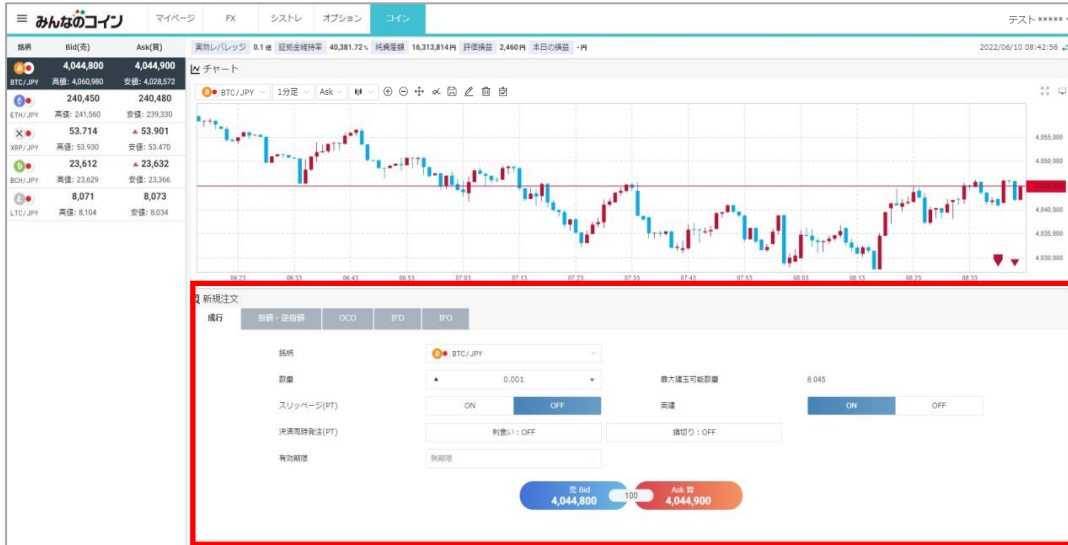 みんなのコイン マイページ FX シストレ オプション コイン テスト*****
銘柄 Bid(売) Ask(買) 実効レバレッジ 0.1倍 証拠金維持率 40,381.72% 純資産額 16,313,814円 評価損益 2,460円 本日の損益 -円 2022/06/10 08:42:56
4,044,800 4,044,900
BTC/JPY 高値: 4,060,980 安値: 4,028,572
240,450 240,480
ETH/JPY 高値: 241,560 安値: 239,330
53.714 ▲ 53.901
XRP/JPY 高値: 53.930 安値: 53.470
23,612 ▲ 23,632
BCH/JPY 高値: 23,629 安値: 23,366
8,071 8,073
LTC/JPY 高値: 8,104 安値: 8,034
チャート
BTC/JPY 1分足 Ask
4,055,000
4,050,000
4,040,000
4,035,000
4,030,000
06:23 06:33 06:43 06:53 07:03 07:13 07:23 07:33 07:43 07:53 08:03 08:13 08:23 08:33
新規注文
成行 指値・逆指値 OCO IFD IFO
銘柄 BTC/JPY
数量 ▲ 0.001 ▼ 最大建玉可能数量 8.045
スリッページ(PT) ON OFF 両建 ON OFF
決済同時発注(PT) 利食い:OFF 損切り:OFF
有効期限 無期限
売 Bid Ask 買
4,044,800 100 4,044,900